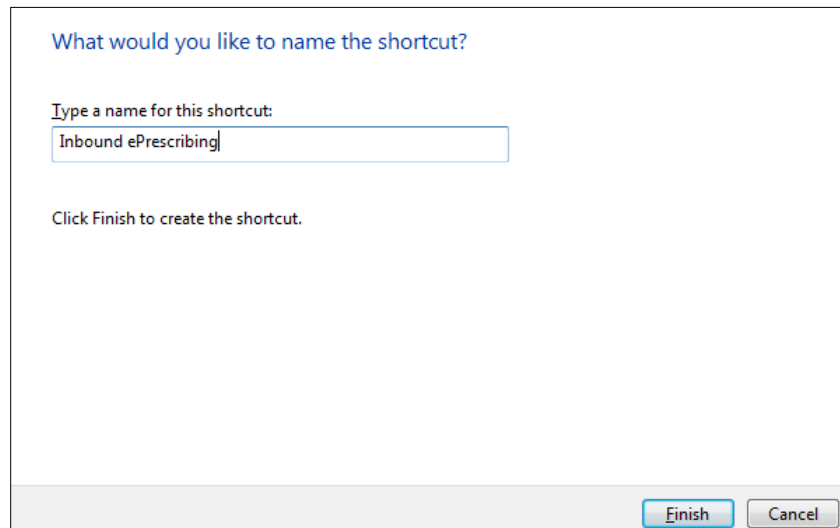 What would you like to name the shortcut?
Type a name for this shortcut:
Inbound ePrescribing
Click Finish to create the shortcut.
Finish
Cancel